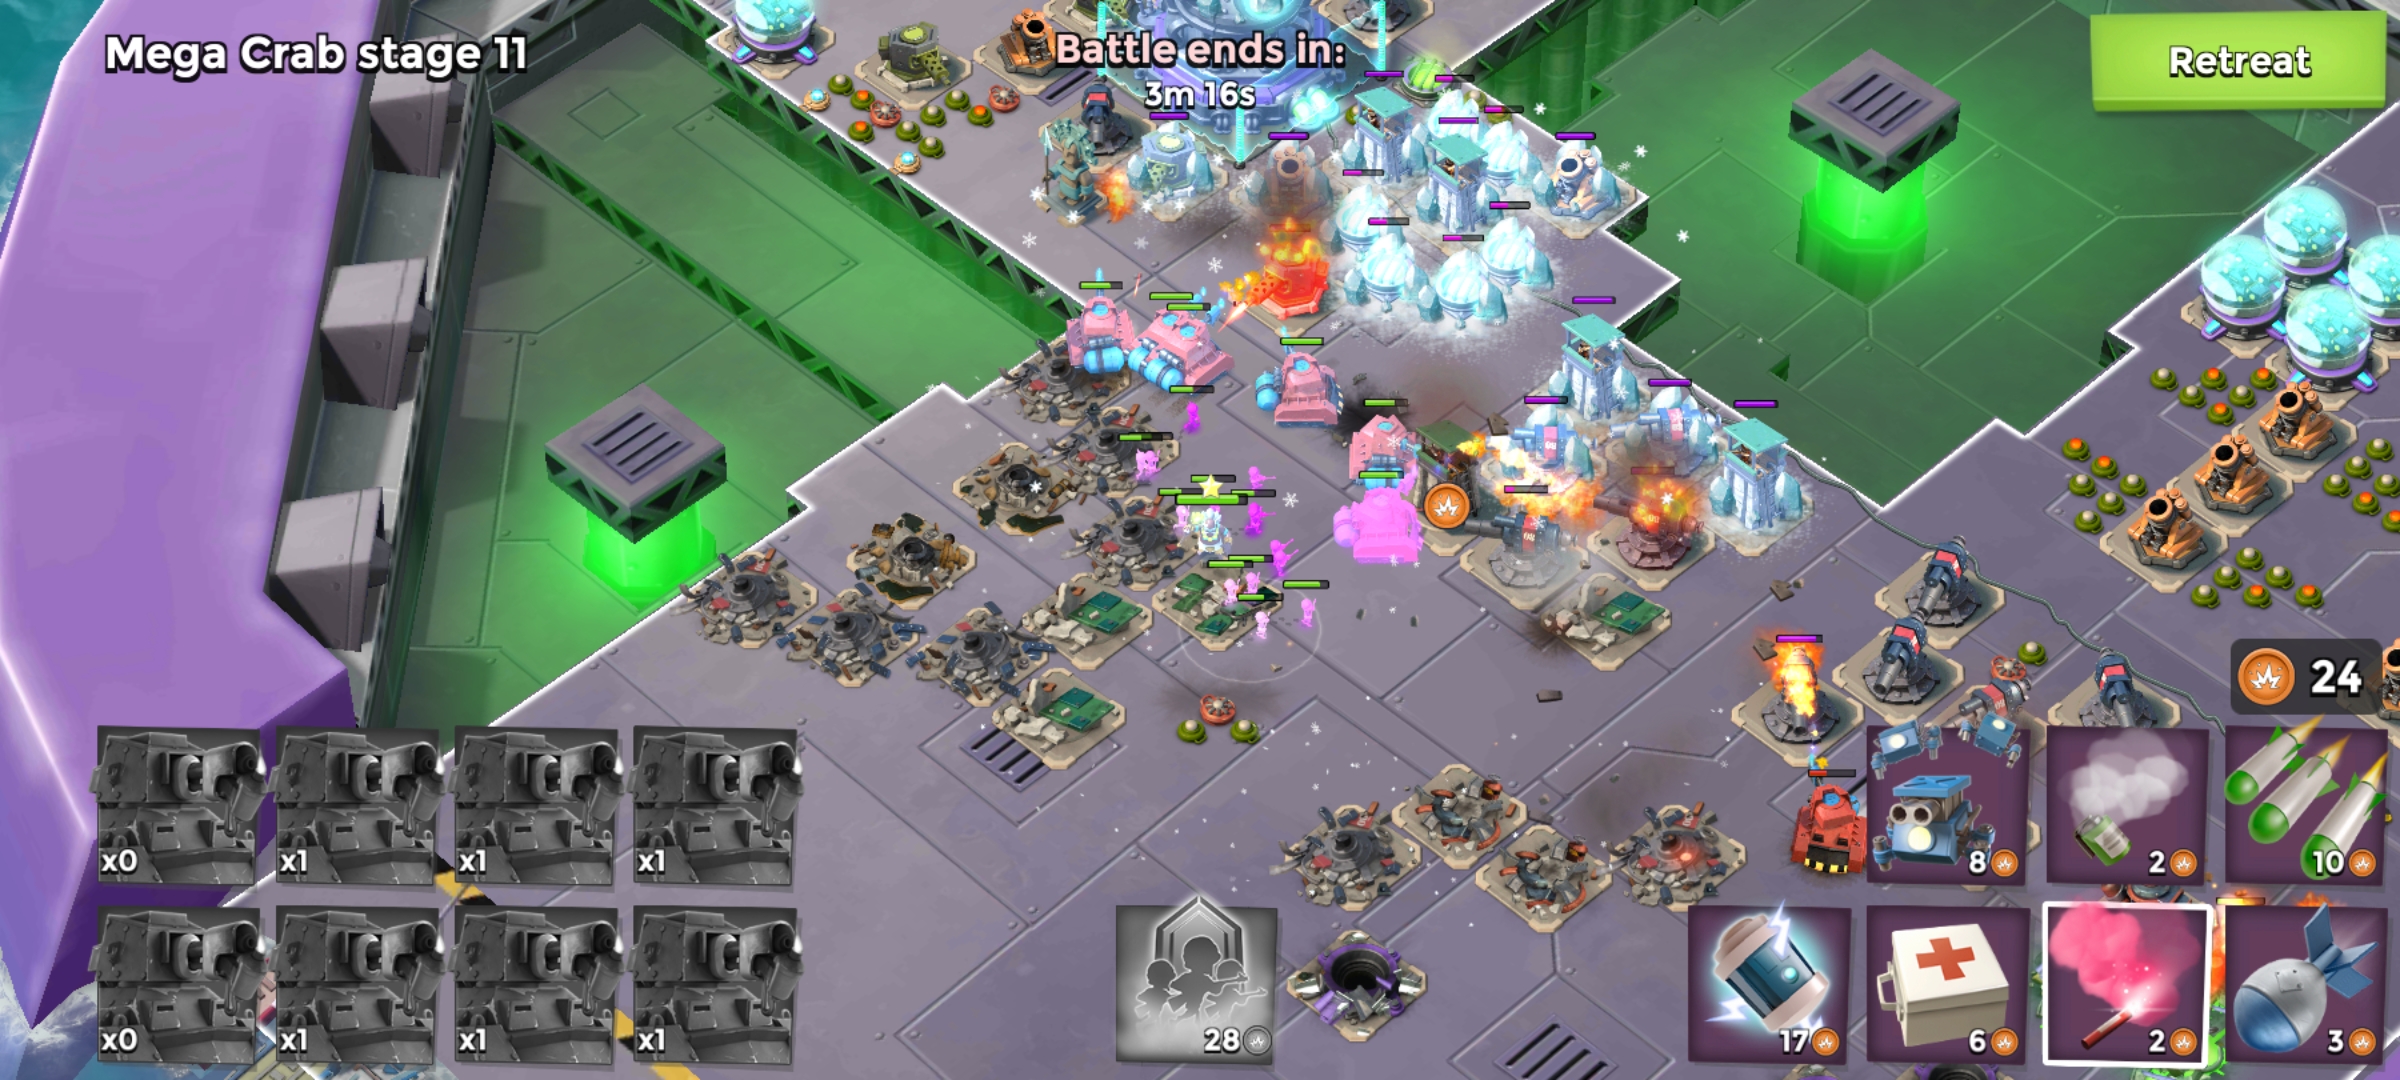 Mega Crab stage 11
Battle ends in:
3m 16s
Retreat
24
x0
x1
x1
x1
8
2
10
x0
x1
x1
x1
28
17
6
2
3